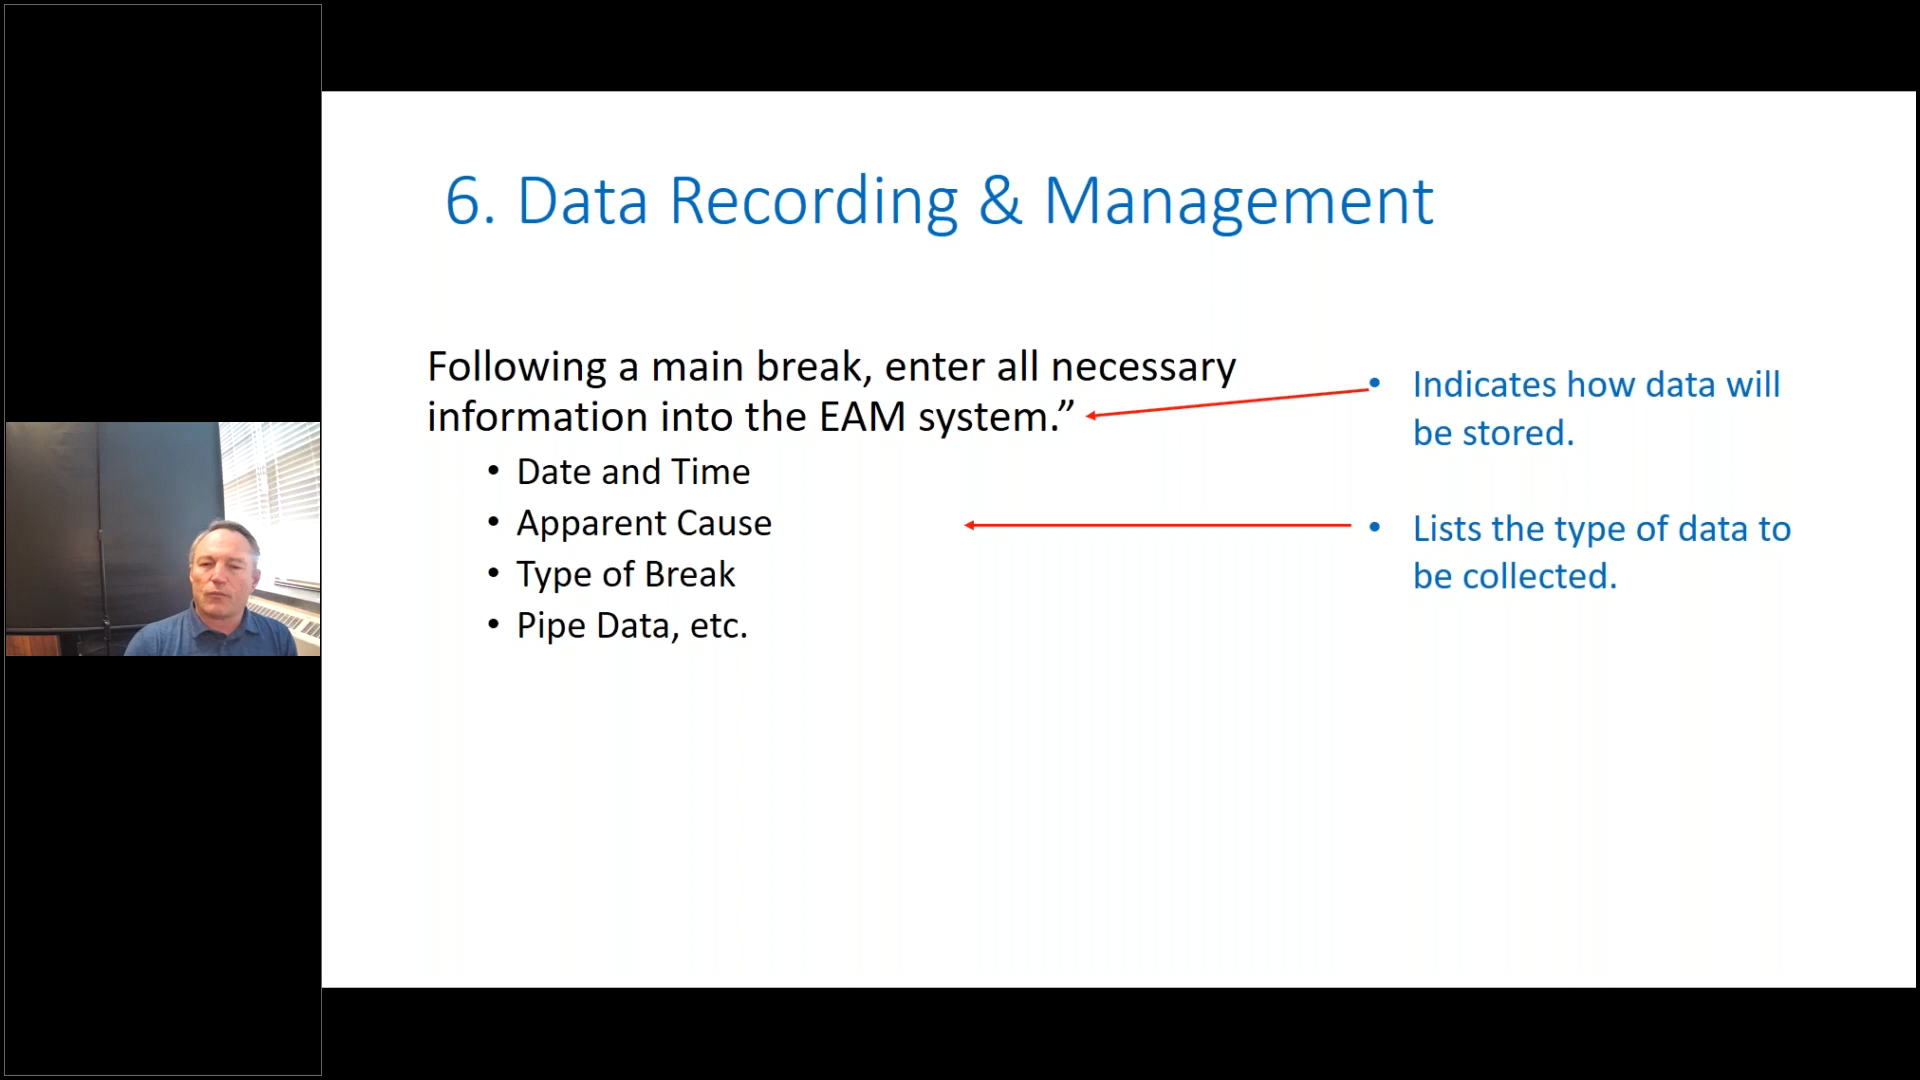 6. Data Recording & Management
Following a main break, enter all necessary
information into the EAM system.”
• Date and Time
• Apparent Cause
• Type of Break
• Pipe Data, etc.
• Indicates how data will
be stored.
• Lists the type of data to
be collected.